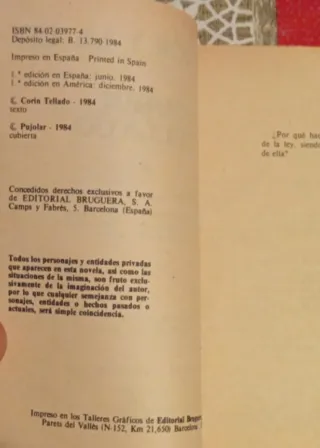 ISBN 84-02-03977-4
Depósito legal: B. 13.790 1984
Impreso en España Printed in Spain
1.ª edición en España: junio, 1984
1.ª edición en América: diciembre, 1984
© Corín Tellado - 1984
texto
© Pujolar - 1984
cubierta
Concedidos derechos exclusivos a favor
de EDITORIAL BRUGUERA, S. A.
Camps y Fabrés, 5. Barcelona (España)
Todos los personajes y entidades privadas
que aparecen en esta novela, así como las
situaciones de la misma, son fruto exclu-
sivamente de la imaginación del autor,
por lo que cualquier semejanza con per-
sonajes, entidades o hechos pasados o
actuales, será simple coincidencia.
Impreso en los Talleres Gráficos de Editorial
Parets del Vallès (N-152, Km 21,650) Barcelona
¿Por qué
de la ley,
de ella?